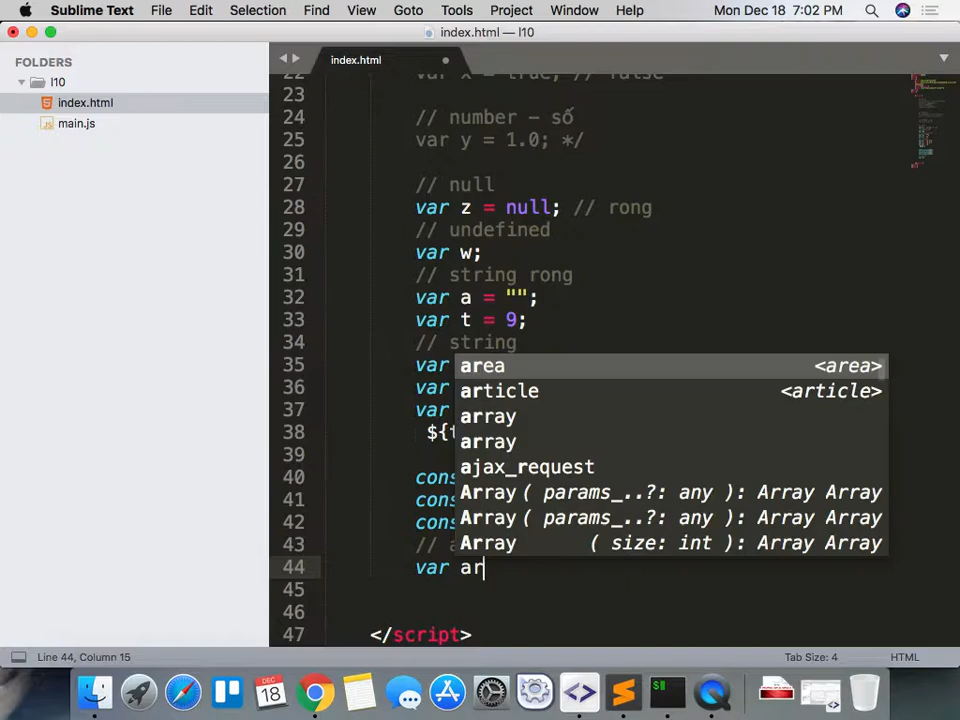 Sublime Text File Edit Selection Find View Goto Tools Project Window Help Mon Dec 18 7:02 PM
index.html — l10
FOLDERS
l10
index.html
main.js
index.html
22 var x = true; // false
23
24 // number - số
25 var y = 1.0; */
26
27 // null
28 var z = null; // rong
29 // undefined
30 var w;
31 // string rong
32 var a = "";
33 var t = 9;
34 // string
35 var
36 var
37 var
38 ${t
39
40 cons
41 cons
42 cons
43 // a
44 var ar
45
46
47 </script>
area <area>
article <article>
array
array
ajax_request
Array ( params_..?: any ): Array Array
Array ( params_..?: any ): Array Array
Array ( size: int ): Array Array
Line 44, Column 15 Tab Size: 4 HTML
DEC
18
$